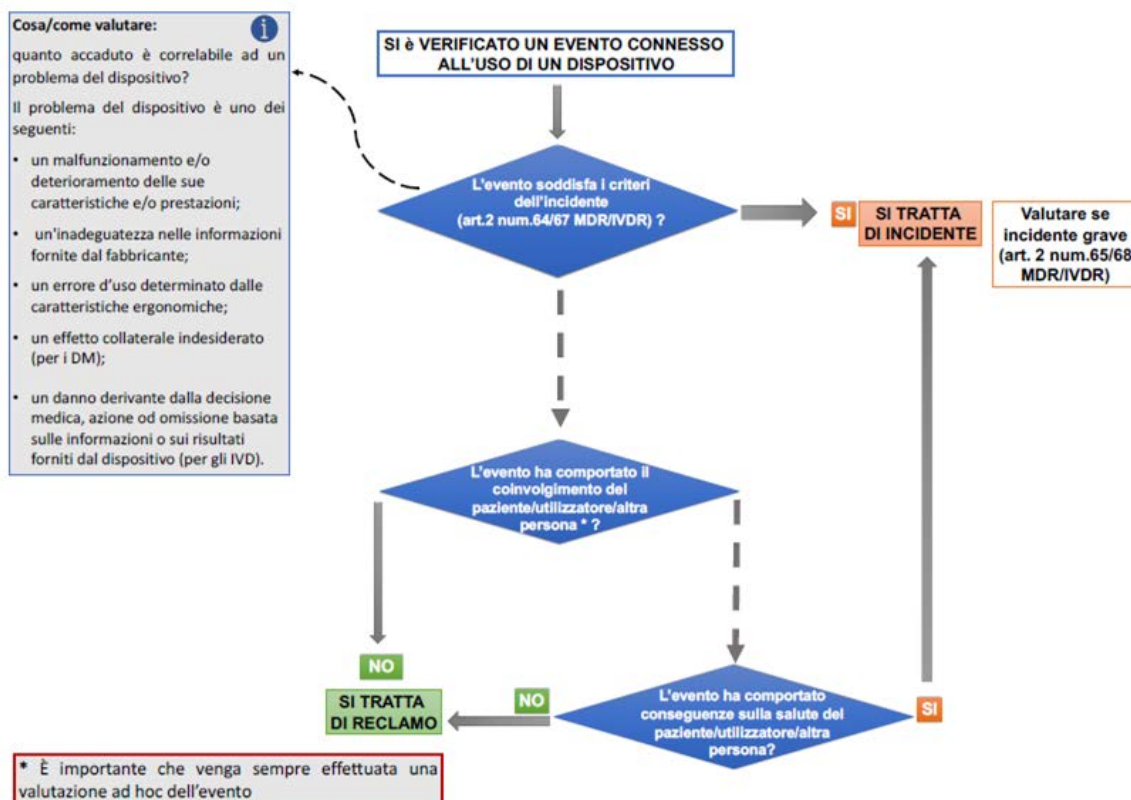 Cosa/come valutare:
quanto accaduto è correlabile ad un
problema del dispositivo?
Il problema del dispositivo è uno dei
seguenti:
• un malfunzionamento e/o
deterioramento delle sue
caratteristiche e/o prestazioni;
• un'inadeguatezza nelle informazioni
fornite dal fabbricante;
• un errore d'uso determinato dalle
caratteristiche ergonomiche;
• un effetto collaterale indesiderato
(per i DM);
• un danno derivante dalla decisione
medica, azione od omissione basata
sulle informazioni o sui risultati
forniti dal dispositivo (per gli IVD).
i
SI è VERIFICATO UN EVENTO CONNESSO
ALL'USO DI UN DISPOSITIVO
L'evento soddisfa i criteri
dell'incidente
(art.2 num.64/67 MDR/IVDR) ?
SI
SI TRATTA
DI INCIDENTE
Valutare se
incidente grave
(art. 2 num.65/68
MDR/IVDR)
L'evento ha comportato il
coinvolgimento del
paziente/utilizzatore/altra
persona * ?
NO
SI TRATTA
DI RECLAMO
NO
L'evento ha comportato
conseguenze sulla salute del
paziente/utilizzatore/altra
persona?
SI
* È importante che venga sempre effettuata una
valutazione ad hoc dell'evento